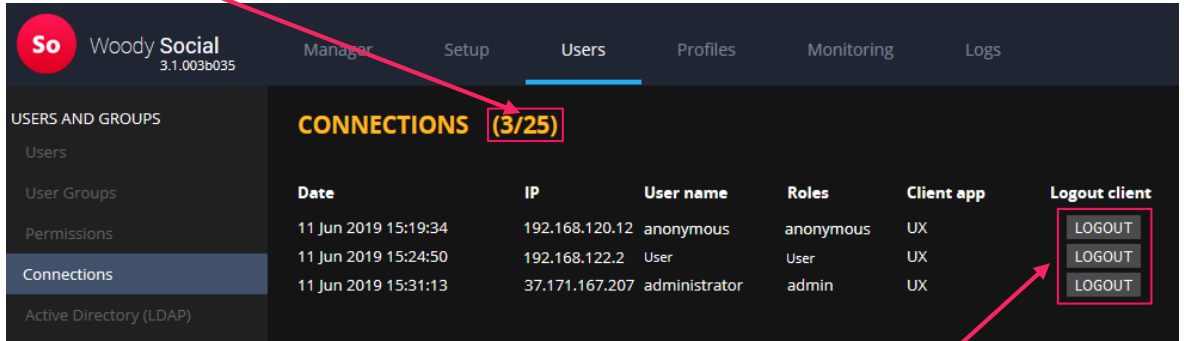 So Woody Social
3.1.003b035
Manager Setup Users Profiles Monitoring Logs
USERS AND GROUPS
Users
User Groups
Permissions
Connections
Active Directory (LDAP)
CONNECTIONS (3/25)
Date IP User name Roles Client app Logout client
11 Jun 2019 15:19:34 192.168.120.12 anonymous anonymous UX LOGOUT
11 Jun 2019 15:24:50 192.168.122.2 User User UX LOGOUT
11 Jun 2019 15:31:13 37.171.167.207 administrator admin UX LOGOUT